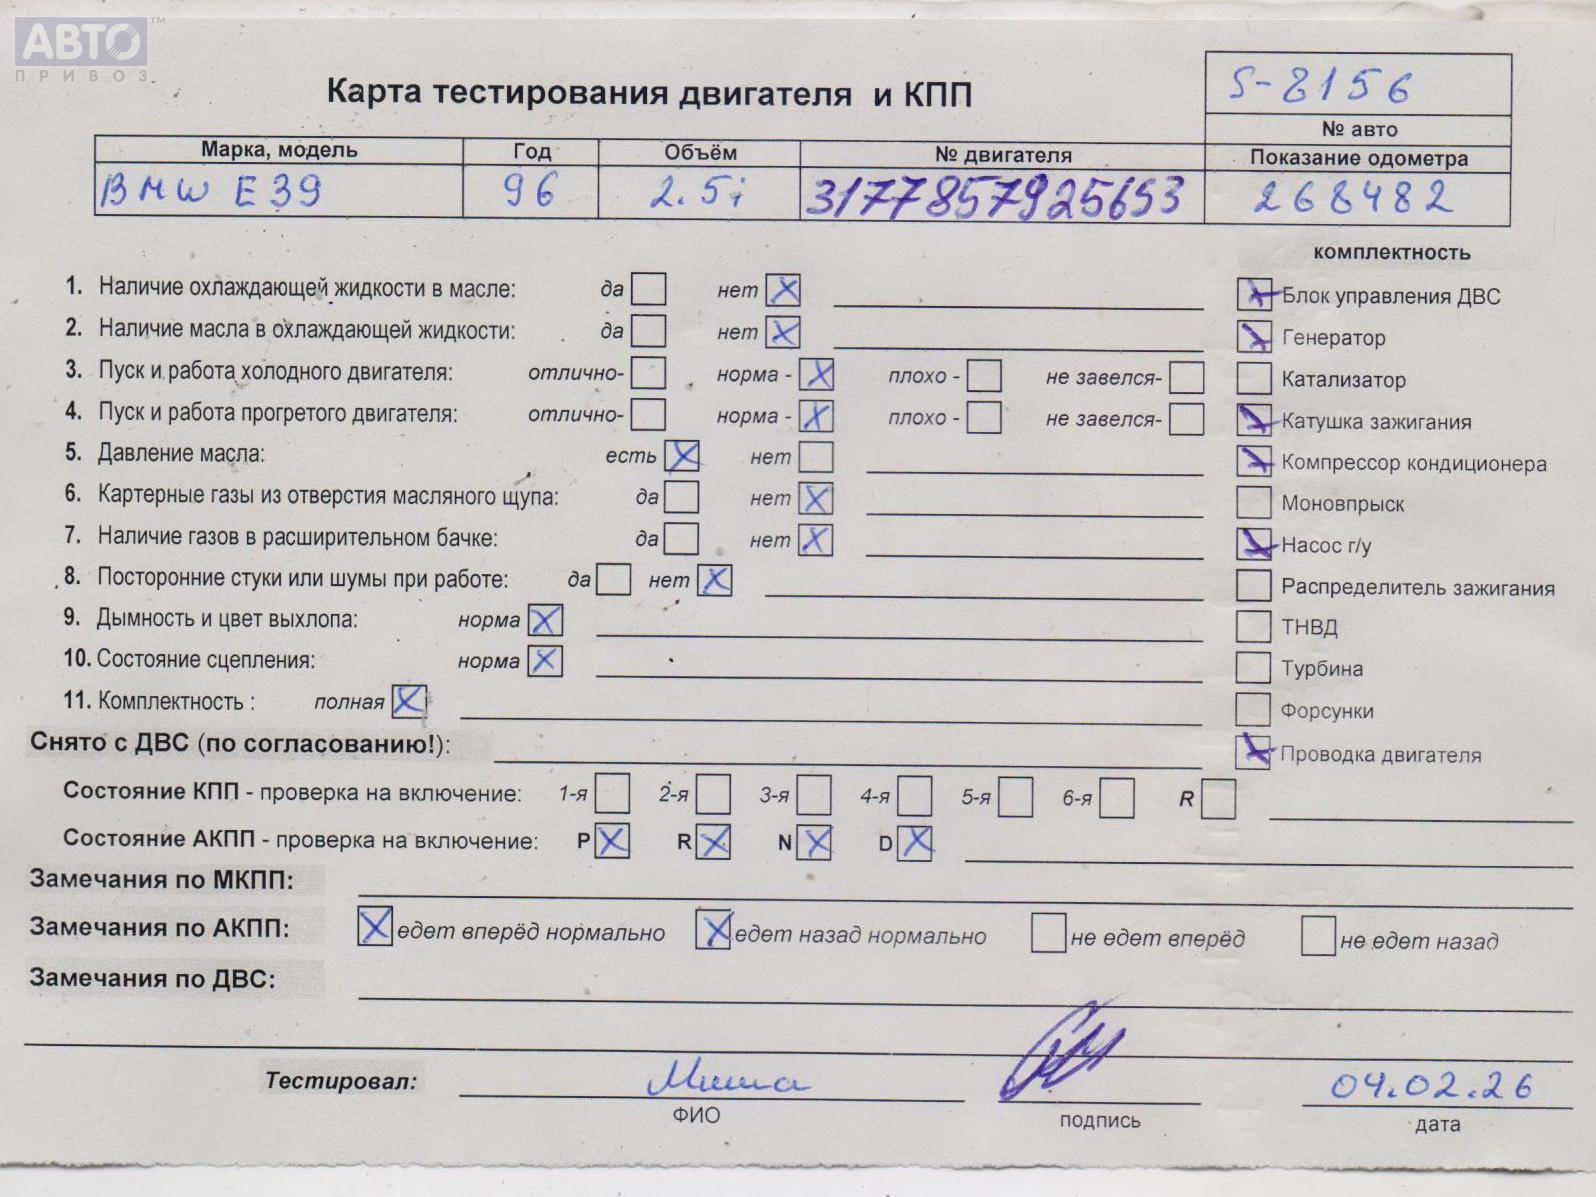 АВТО™
ПРИВОЗ
Карта тестирования двигателя и КПП
S-8156
№ авто
Марка, модель Год Объём № двигателя Показание одометра
BMW E39 96 2.5i 3177857925653 268482
комплектность
1. Наличие охлаждающей жидкости в масле: да нет X X Блок управления ДВС
2. Наличие масла в охлаждающей жидкости: да нет X X Генератор
3. Пуск и работа холодного двигателя: отлично- норма - X плохо - не завелся- Катализатор
4. Пуск и работа прогретого двигателя: отлично- норма - X плохо - не завелся- X Катушка зажигания
5. Давление масла: есть X нет X Компрессор кондиционера
6. Картерные газы из отверстия масляного щупа: да нет X Моновпрыск
7. Наличие газов в расширительном бачке: да нет X X Насос г/у
8. Посторонние стуки или шумы при работе: да нет X Распределитель зажигания
9. Дымность и цвет выхлопа: норма X ТНВД
10. Состояние сцепления: норма X Турбина
11. Комплектность : полная X Форсунки
Снято с ДВС (по согласованию!): X Проводка двигателя
Состояние КПП - проверка на включение: 1-я 2-я 3-я 4-я 5-я 6-я R
Состояние АКПП - проверка на включение: P X R X N X D X
Замечания по МКПП:
Замечания по АКПП: X едет вперёд нормально X едет назад нормально не едет вперёд не едет назад
Замечания по ДВС:
Тестировал: Миша 04.02.26
ФИО подпись дата